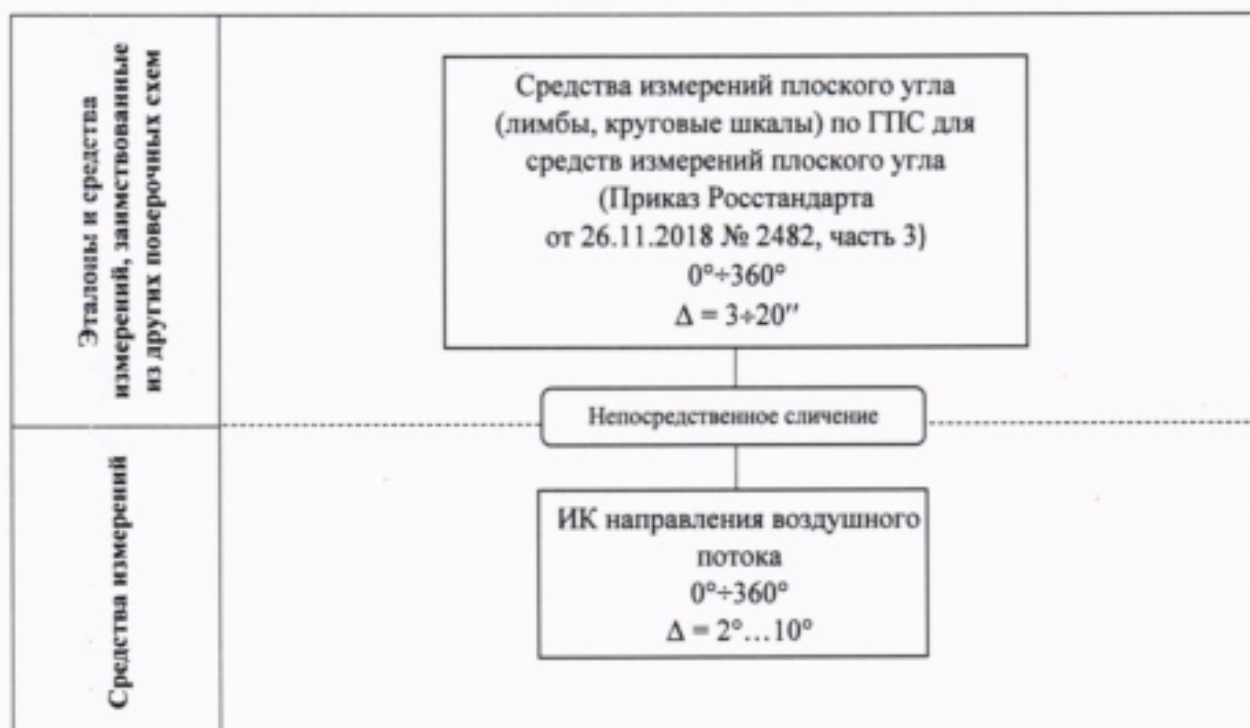 Эталоны и средства
измерений, заимствованные
из других поверочных схем
Средства измерений плоского угла
(лимбы, круговые шкалы) по ГПС для
средств измерений плоского угла
(Приказ Росстандарта
от 26.11.2018 № 2482, часть 3)
0°÷360°
Δ = 3÷20″
Непосредственное сличение
Средства измерений
ИК направления воздушного
потока
0°÷360°
Δ = 2°…10°